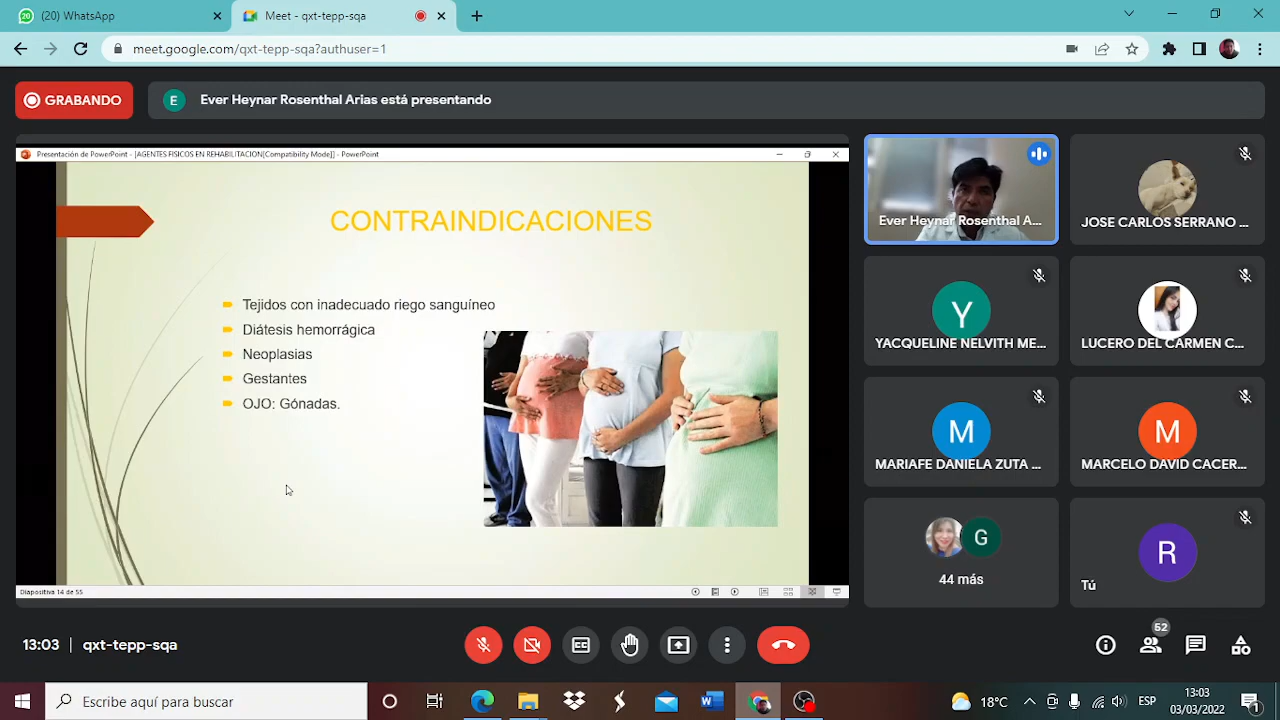 (20) WhatsApp
Meet - qxt-tepp-sqa
meet.google.com/qxt-tepp-sqa?authuser=1
GRABANDO
E
Ever Heynar Rosenthal Arias está presentando
Presentación de PowerPoint - [AGENTES FISICOS EN REHABILITACION[Compatibility Mode]] - PowerPoint
CONTRAINDICACIONES
Tejidos con inadecuado riego sanguíneo
Diátesis hemorrágica
Neoplasias
Gestantes
OJO: Gónadas.
Diapositiva 14 de 55
Ever Heynar Rosenthal A...
JOSE CARLOS SERRANO ...
Y
YACQUELINE NELVITH ME...
LUCERO DEL CARMEN C...
M
MARIAFE DANIELA ZUTA ...
M
MARCELO DAVID CACER...
G
44 más
R
Tú
13:03 | qxt-tepp-sqa
52
Escribe aquí para buscar
18°C
ESP
13:03
03/03/2022
1